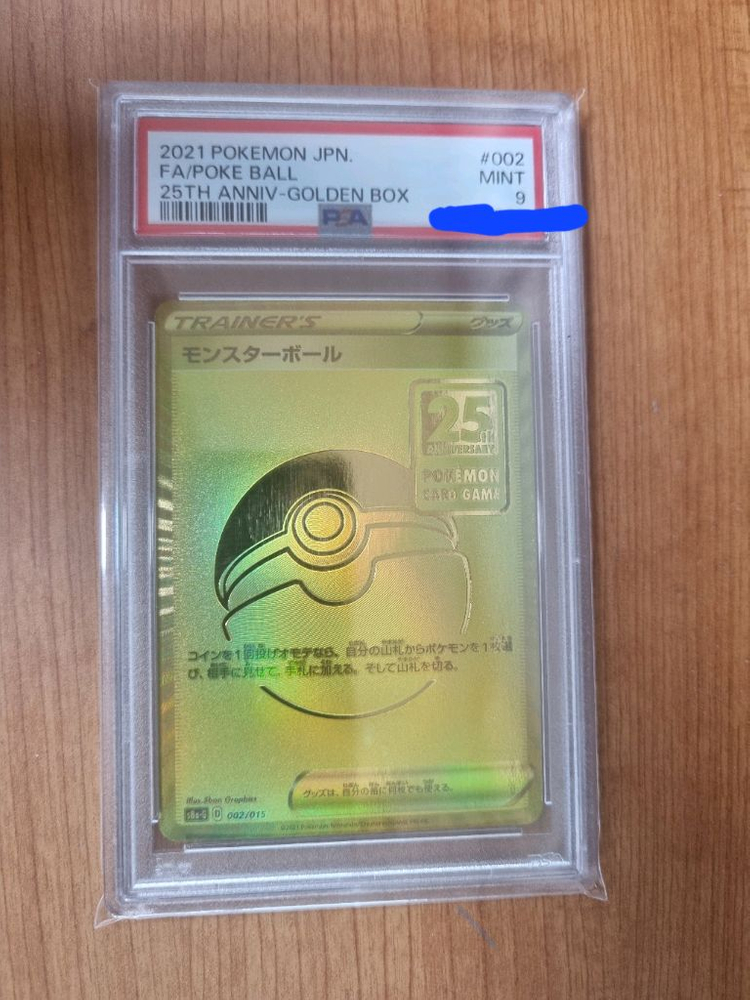 2021 POKEMON JPN.
#002
FA/POKE BALL
MINT
25TH ANNIV-GOLDEN BOX
9
PSA
TRAINER'S
グッズ
モンスターボール
25th
ANNIVERSARY
POKEMON
CARD GAME
コインを1回投げオモテなら、自分の山札からポケモンを1枚選
び、相手に見せて、手札に加える。そして山札を切る。
グッズは、自分の番に何枚でも使える。
illus. 5ban Graphics
s8a-G D 002/015